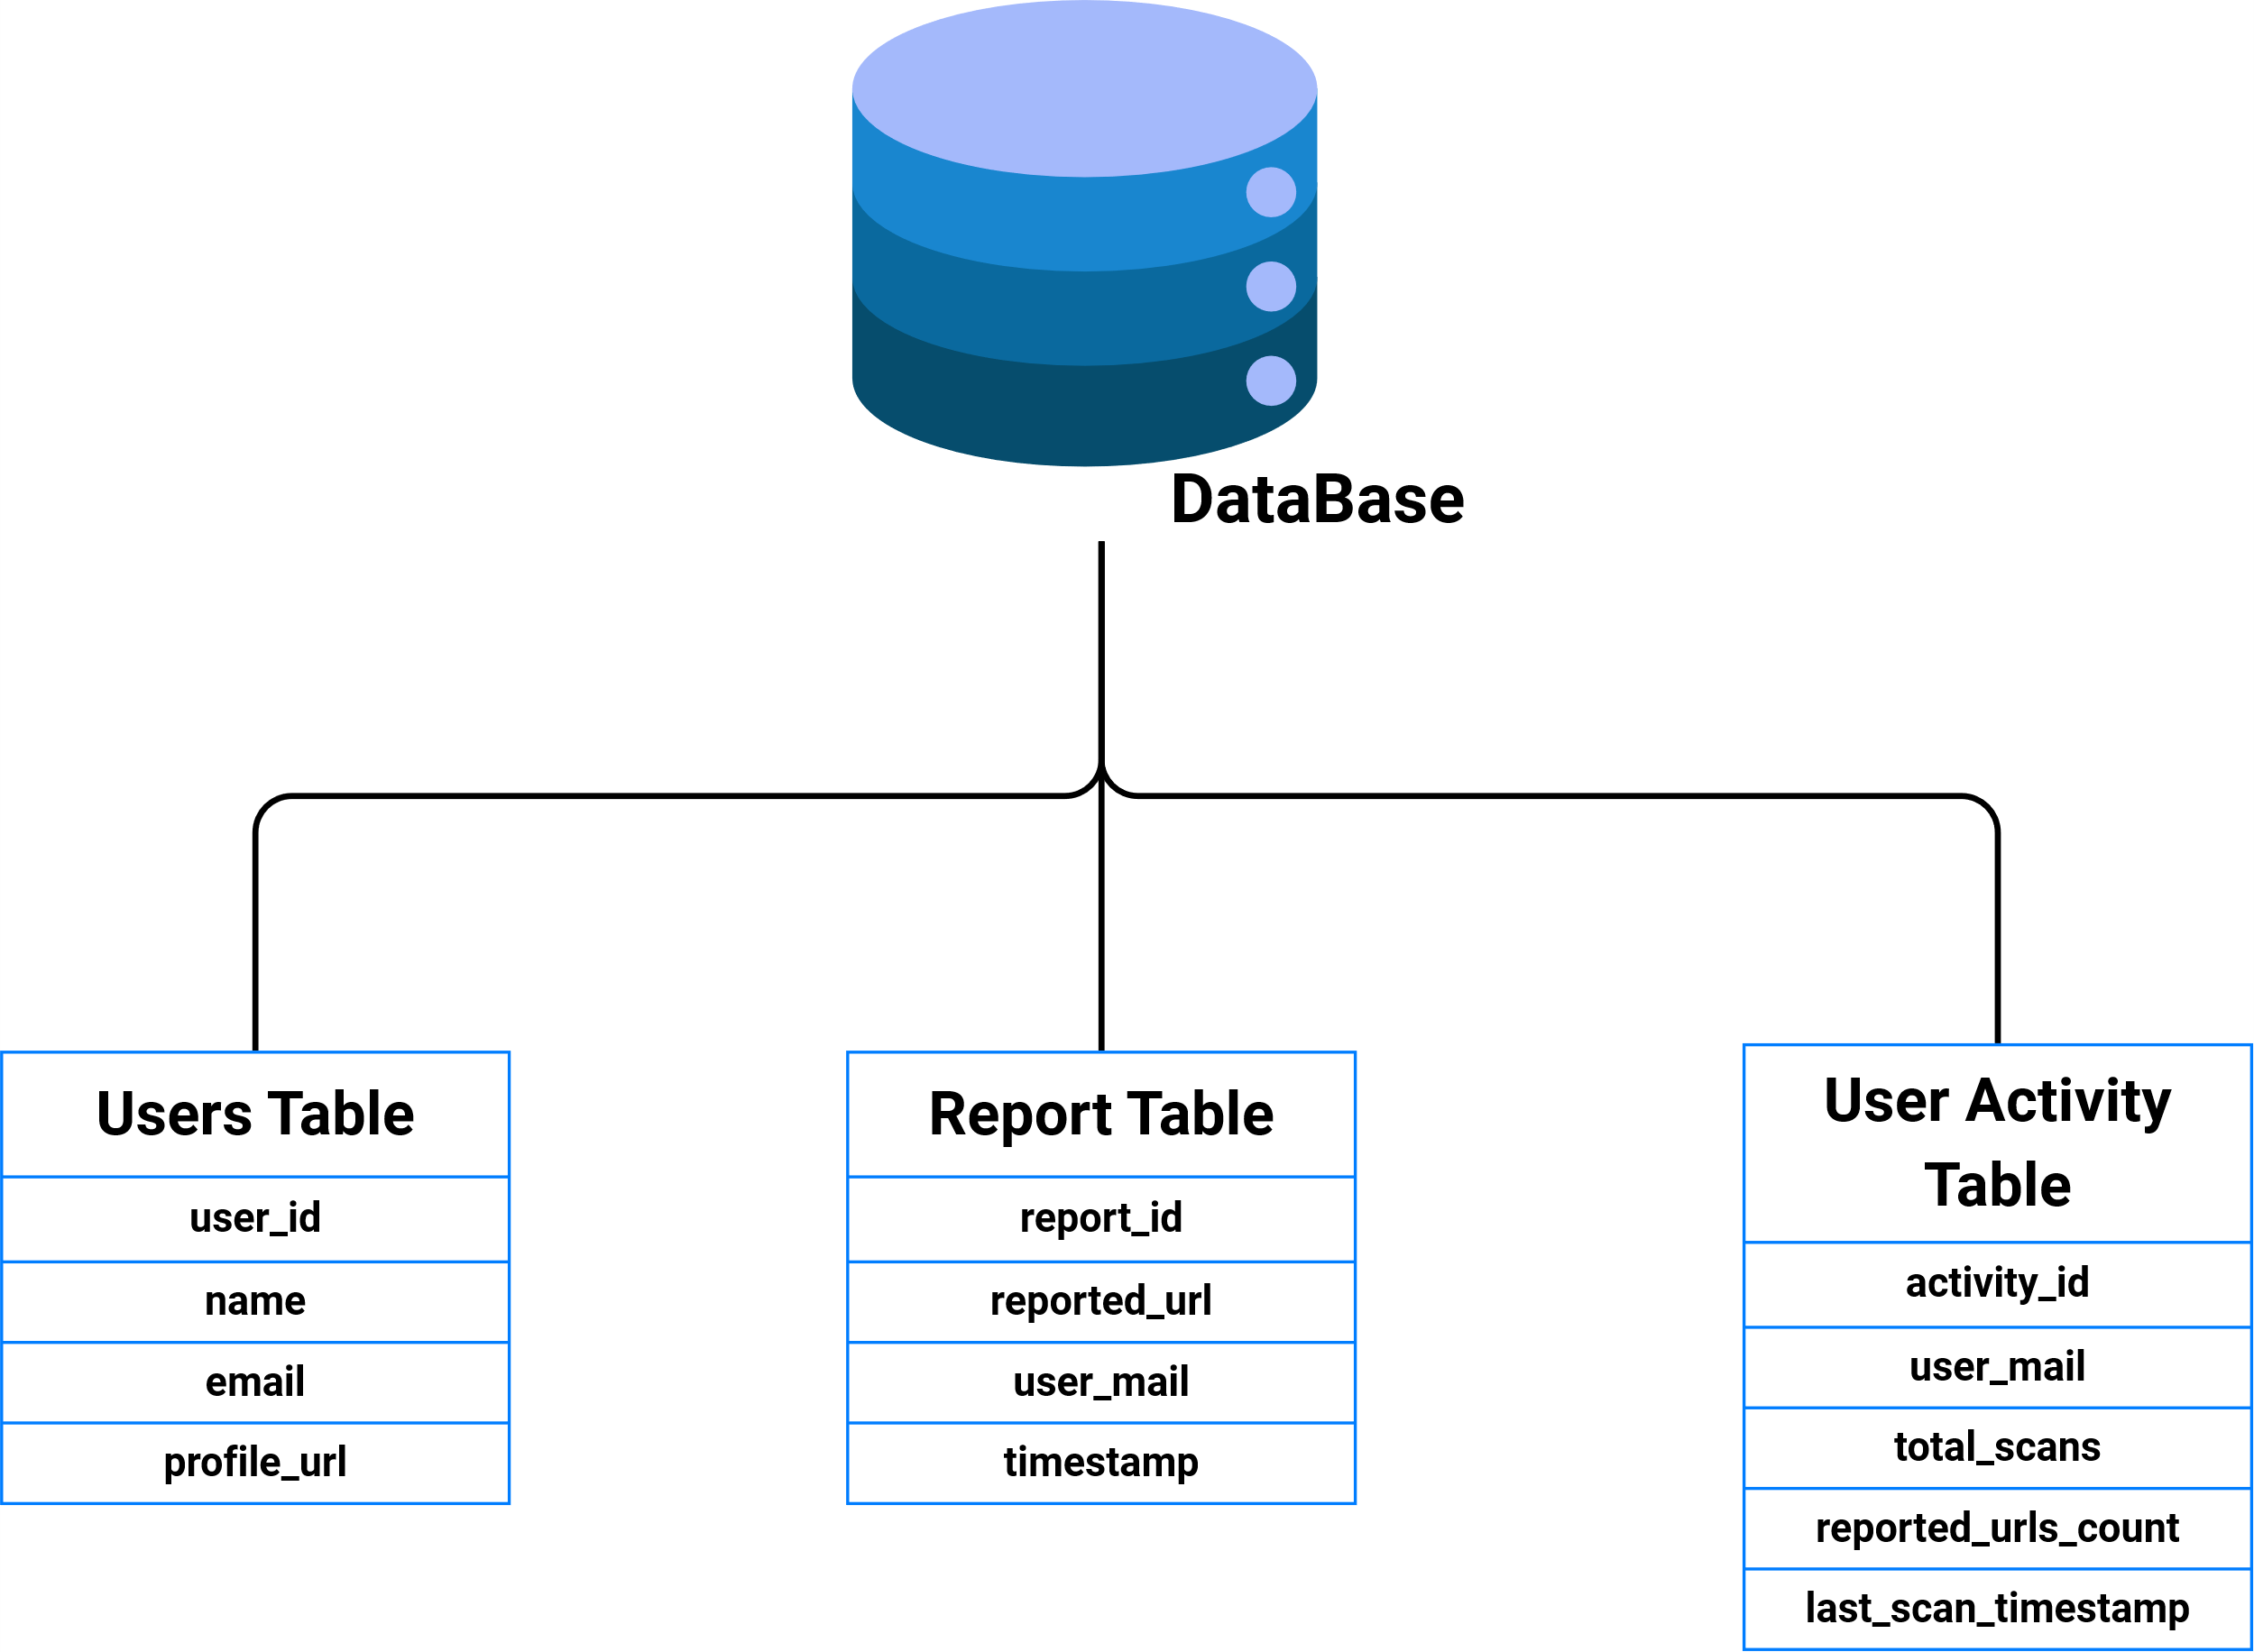 DataBase
Users Table
user_id
name
email
profile_url
Report Table
report_id
reported_url
user_mail
timestamp
User Activity
Table
activity_id
user_mail
total_scans
reported_urls_count
last_scan_timestamp